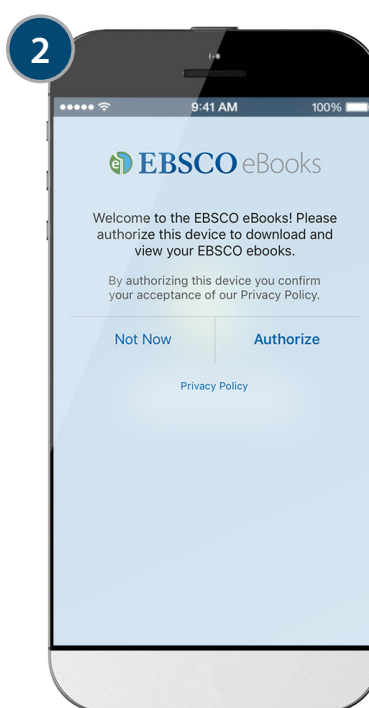 2
9:41 AM 100%
e EBSCO eBooks
Welcome to the EBSCO eBooks! Please
authorize this device to download and
view your EBSCO ebooks.
By authorizing this device you confirm
your acceptance of our Privacy Policy.
Not Now Authorize
Privacy Policy